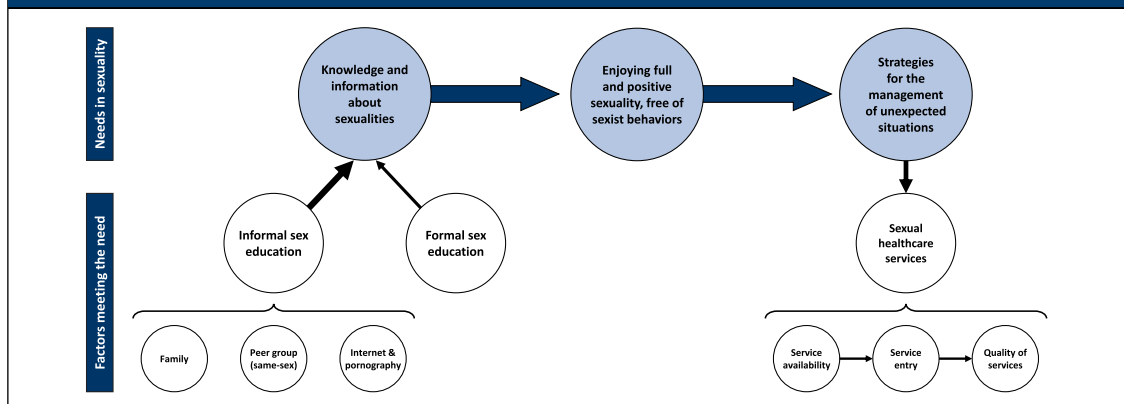 Needs in sexuality
Knowledge and
information
about
sexualities
Enjoying full
and positive
sexuality, free of
sexist behaviors
Strategies
for the
management
of unexpected
situations
Factors meeting the need
Informal sex
education
Formal sex
education
Sexual
healthcare
services
Family
Peer group
(same-sex)
Internet &
pornography
Service
availability
Service
entry
Quality of
services